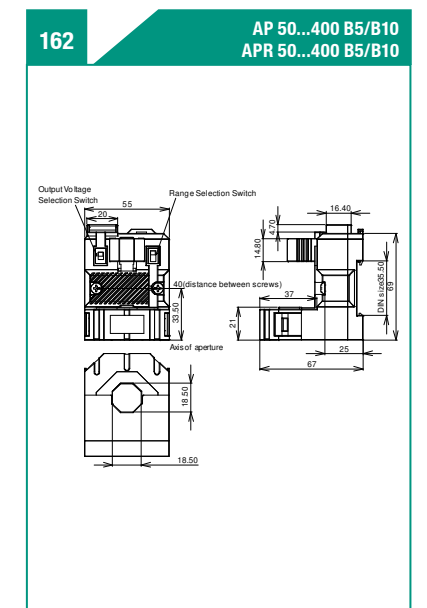 162
AP 50...400 B5/B10
APR 50...400 B5/B10
Output Voltage
Selection Switch
55
20
Range Selection Switch
40(distance between screws)
33.50
Axis of aperture
18.50
18.50
16.40
4.70
14.80
37
21
DIN size35.50
69
25
67